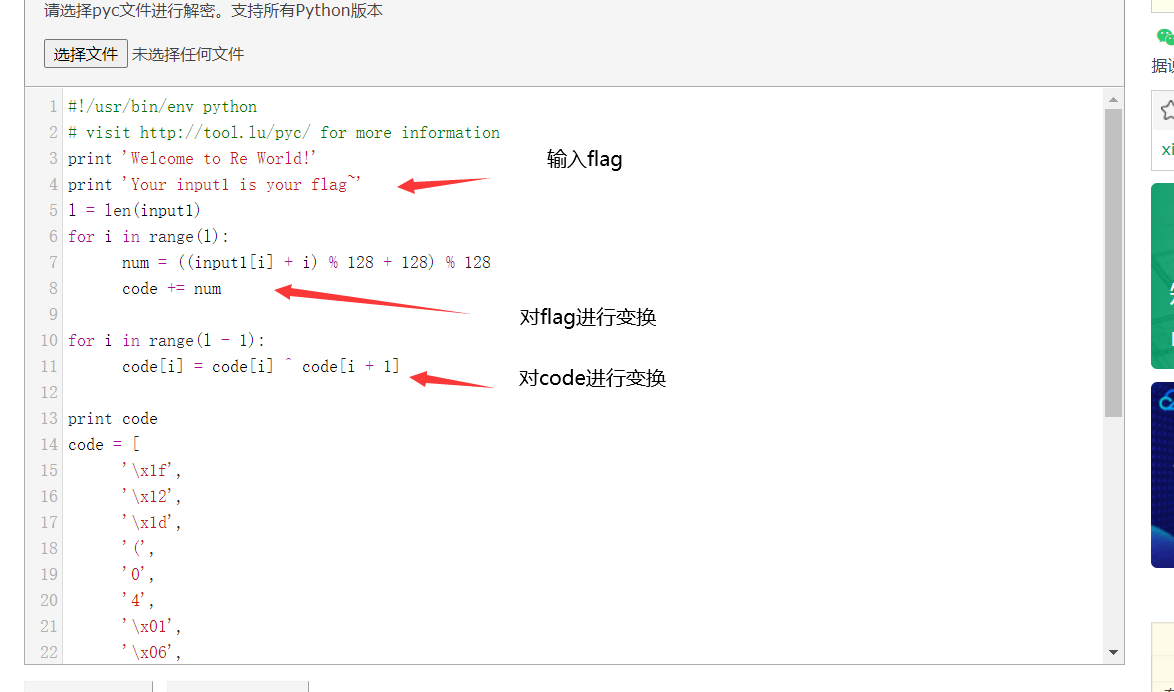 请选择pyc文件进行解密。支持所有Python版本
选择文件 未选择任何文件
1 #!/usr/bin/env python
2 # visit http://tool.lu/pyc/ for more information
3 print 'Welcome to Re World!'
输入flag
4 print 'Your input1 is your flag~'
5 l = len(input1)
6 for i in range(l):
7 num = ((input1[i] + i) % 128 + 128) % 128
8 code += num
9
对flag进行变换
10 for i in range(l - 1):
11 code[i] = code[i] ^ code[i + 1]
对code进行变换
12
13 print code
14 code = [
15 '\x1f',
16 '\x12',
17 '\x1d',
18 '(',
19 '0',
20 '4',
21 '\x01',
22 '\x06',
据说
xi